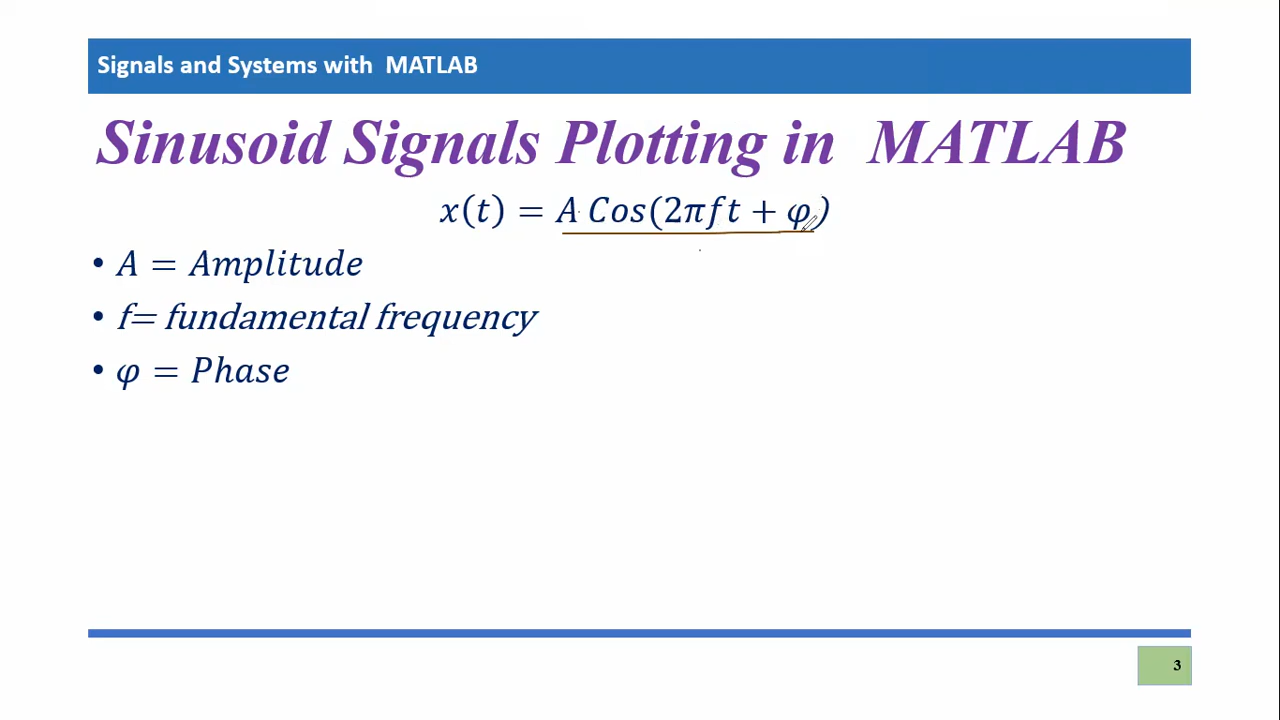 Signals and Systems with MATLAB
Sinusoid Signals Plotting in MATLAB
x(t) = A Cos(2πft + φ)
• A = Amplitude
• f= fundamental frequency
• φ = Phase
3